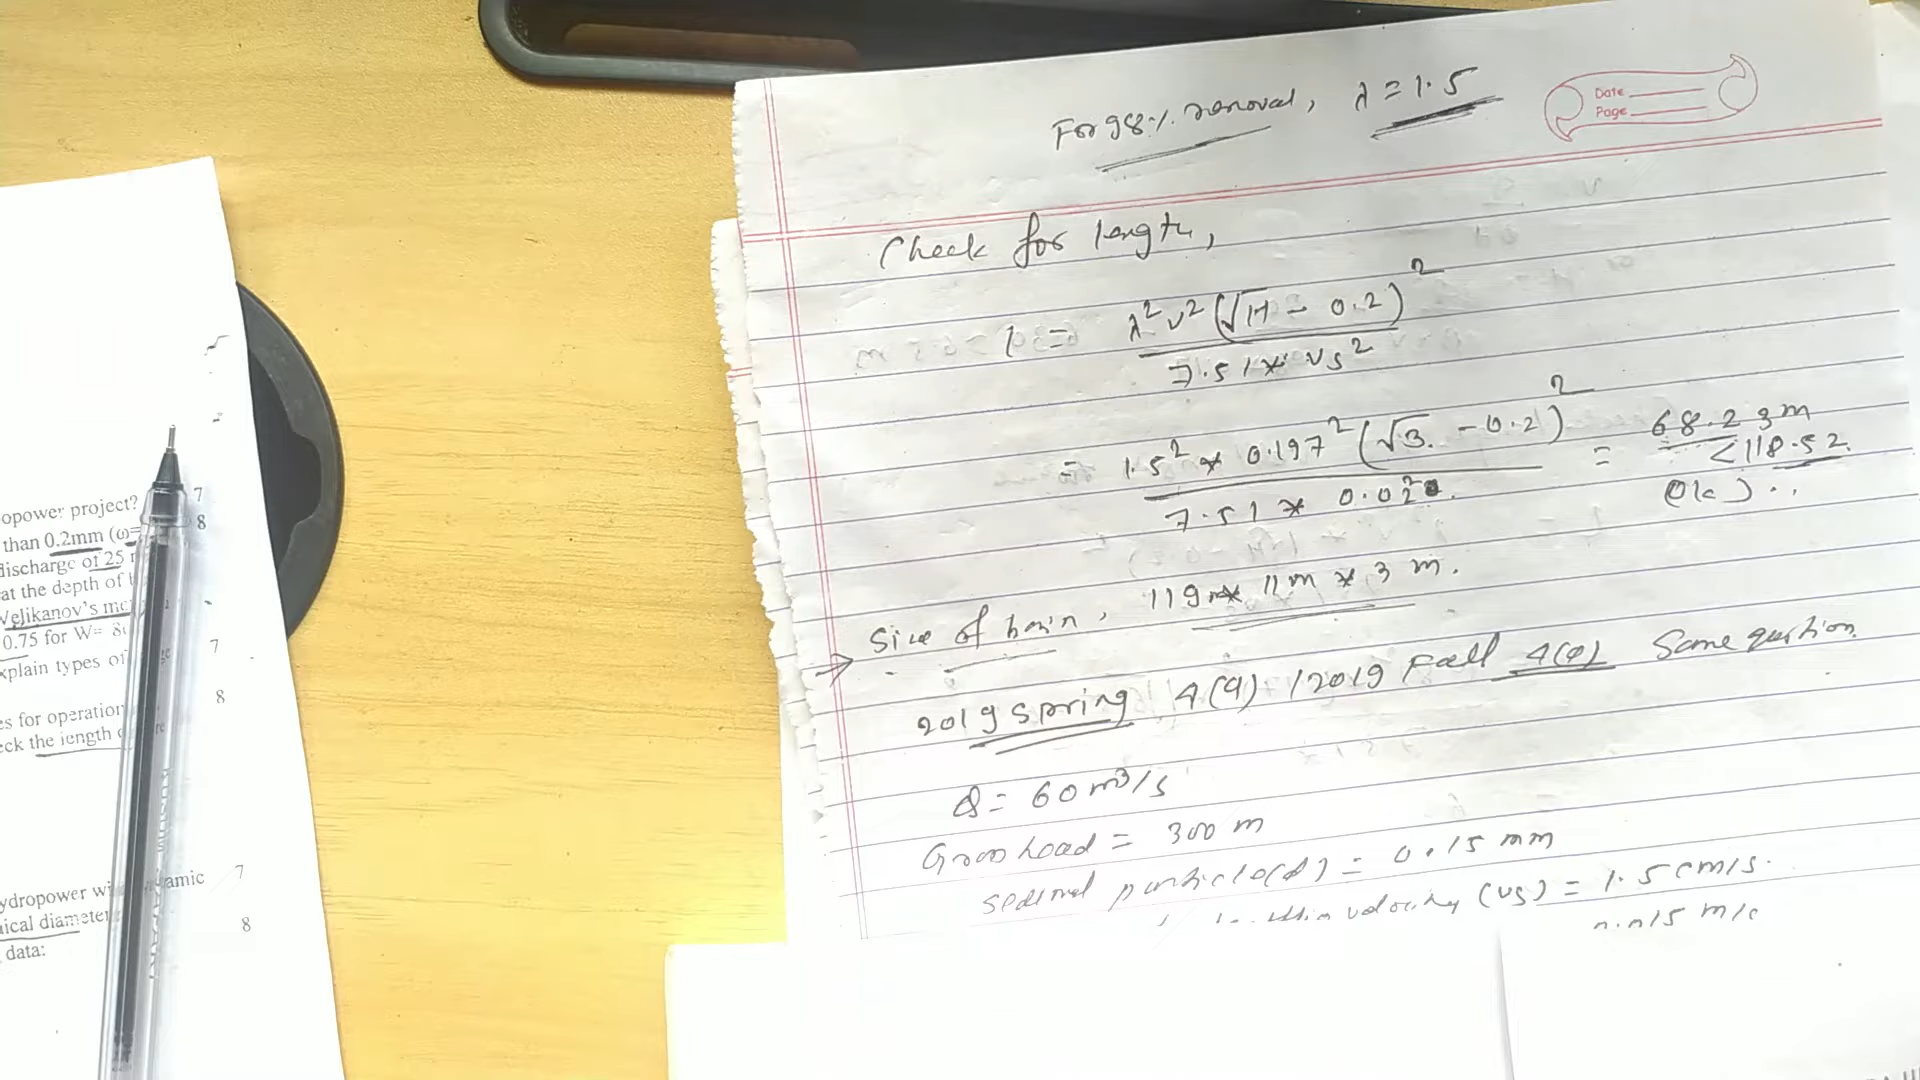 opower project? 7
than 0.2mm (ω= 8
discharge of 25
at the depth of
Velikanov's
0.75 for W=
xplain types of 7
es for operation 8
eck the length
ydropower wi amic 7
ical diameter 8
data:
For 98% removal, λ = 1.5
Date
Page
Check for length,
l = λ² v² (√H - 0.2)²
7.51 * vs²
= 1.5² * 0.197² (√3. - 0.2)² = 68.23m
7.51 * 0.02². < 118.52.
Ok)..
→ Size of basin, 119m* 11m * 3 m.
2019 spring 4(a) / 2019 Fall 4(a) Same question
Q = 60 m³/s
Gross head = 300 m
(d) = 0.15 mm
velocity (vs) = 1.5 cm/s.
0.015 m/s